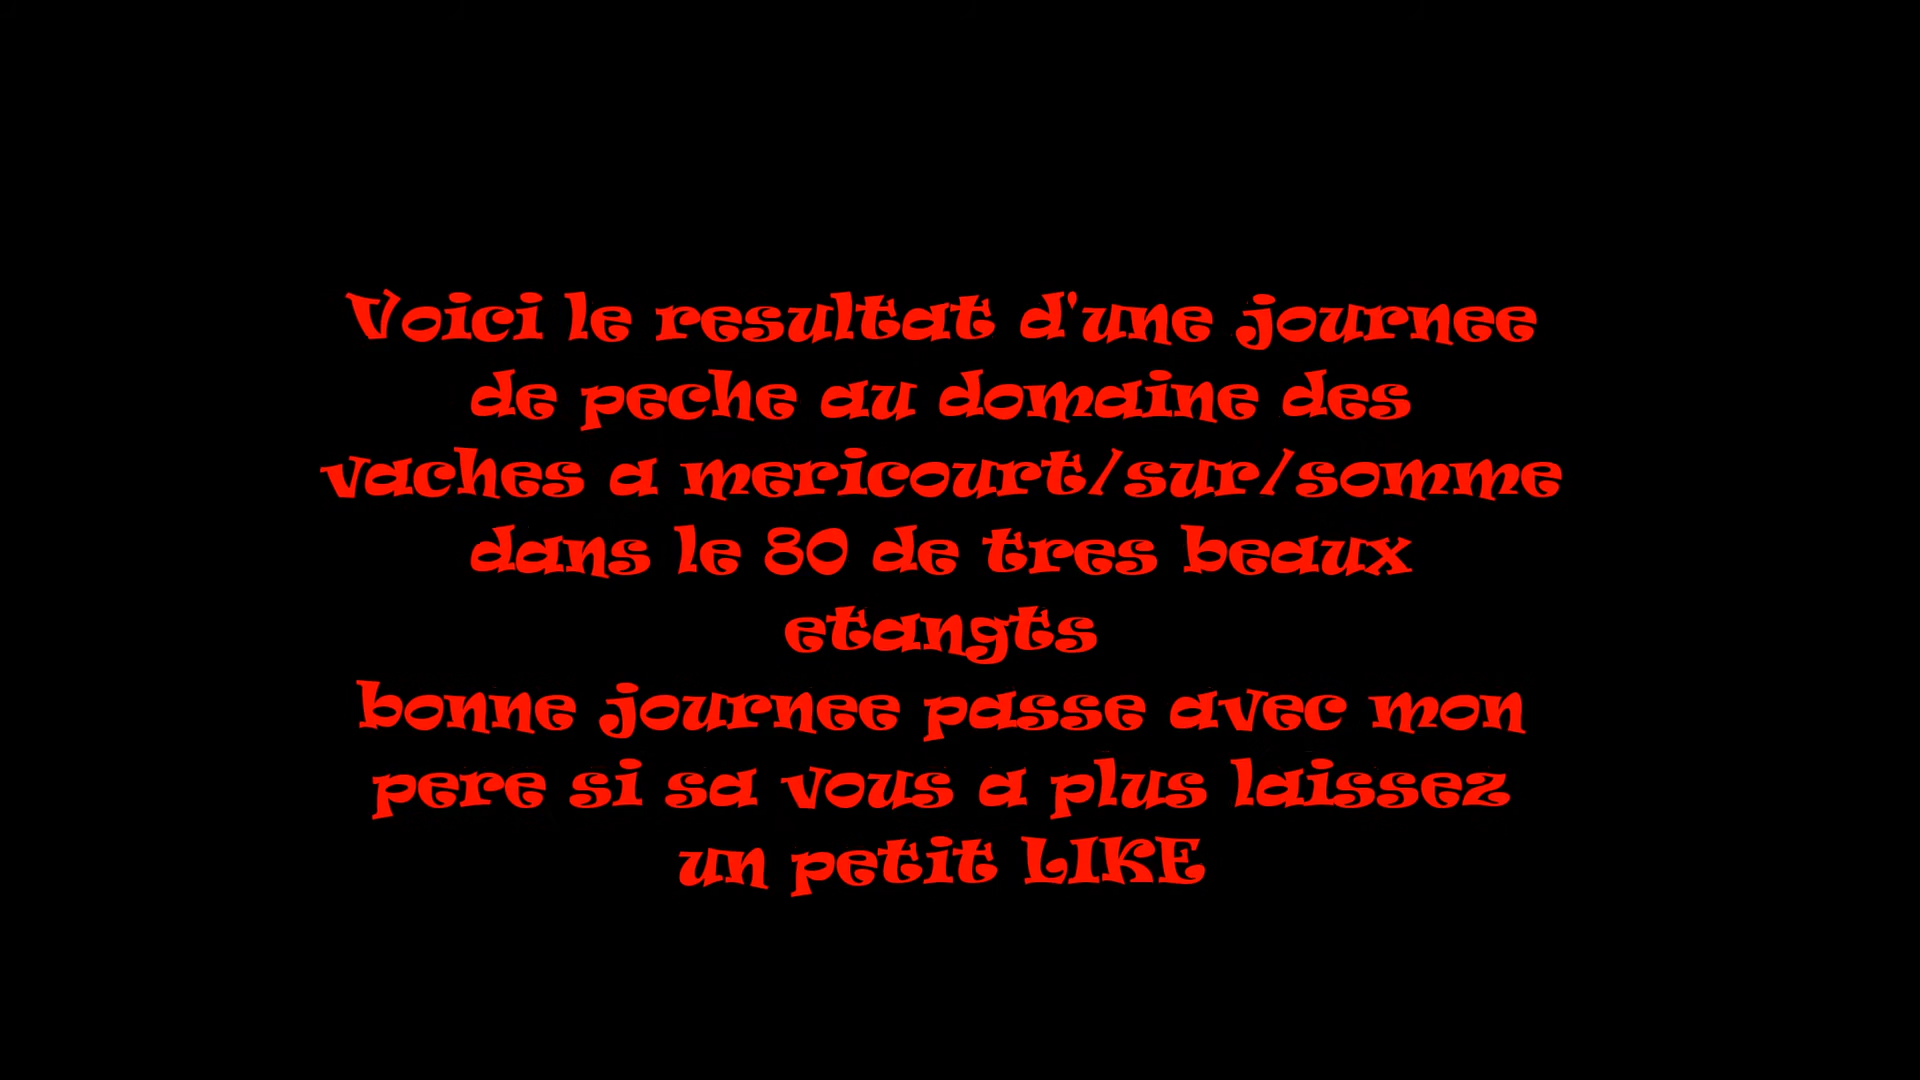 Voici le resultat d'une journee
de peche au domaine des
vaches a mericourt/sur/somme
dans le 80 de tres beaux
etangts
bonne journee passe avec mon
pere si sa vous a plus laissez
un petit LIKE